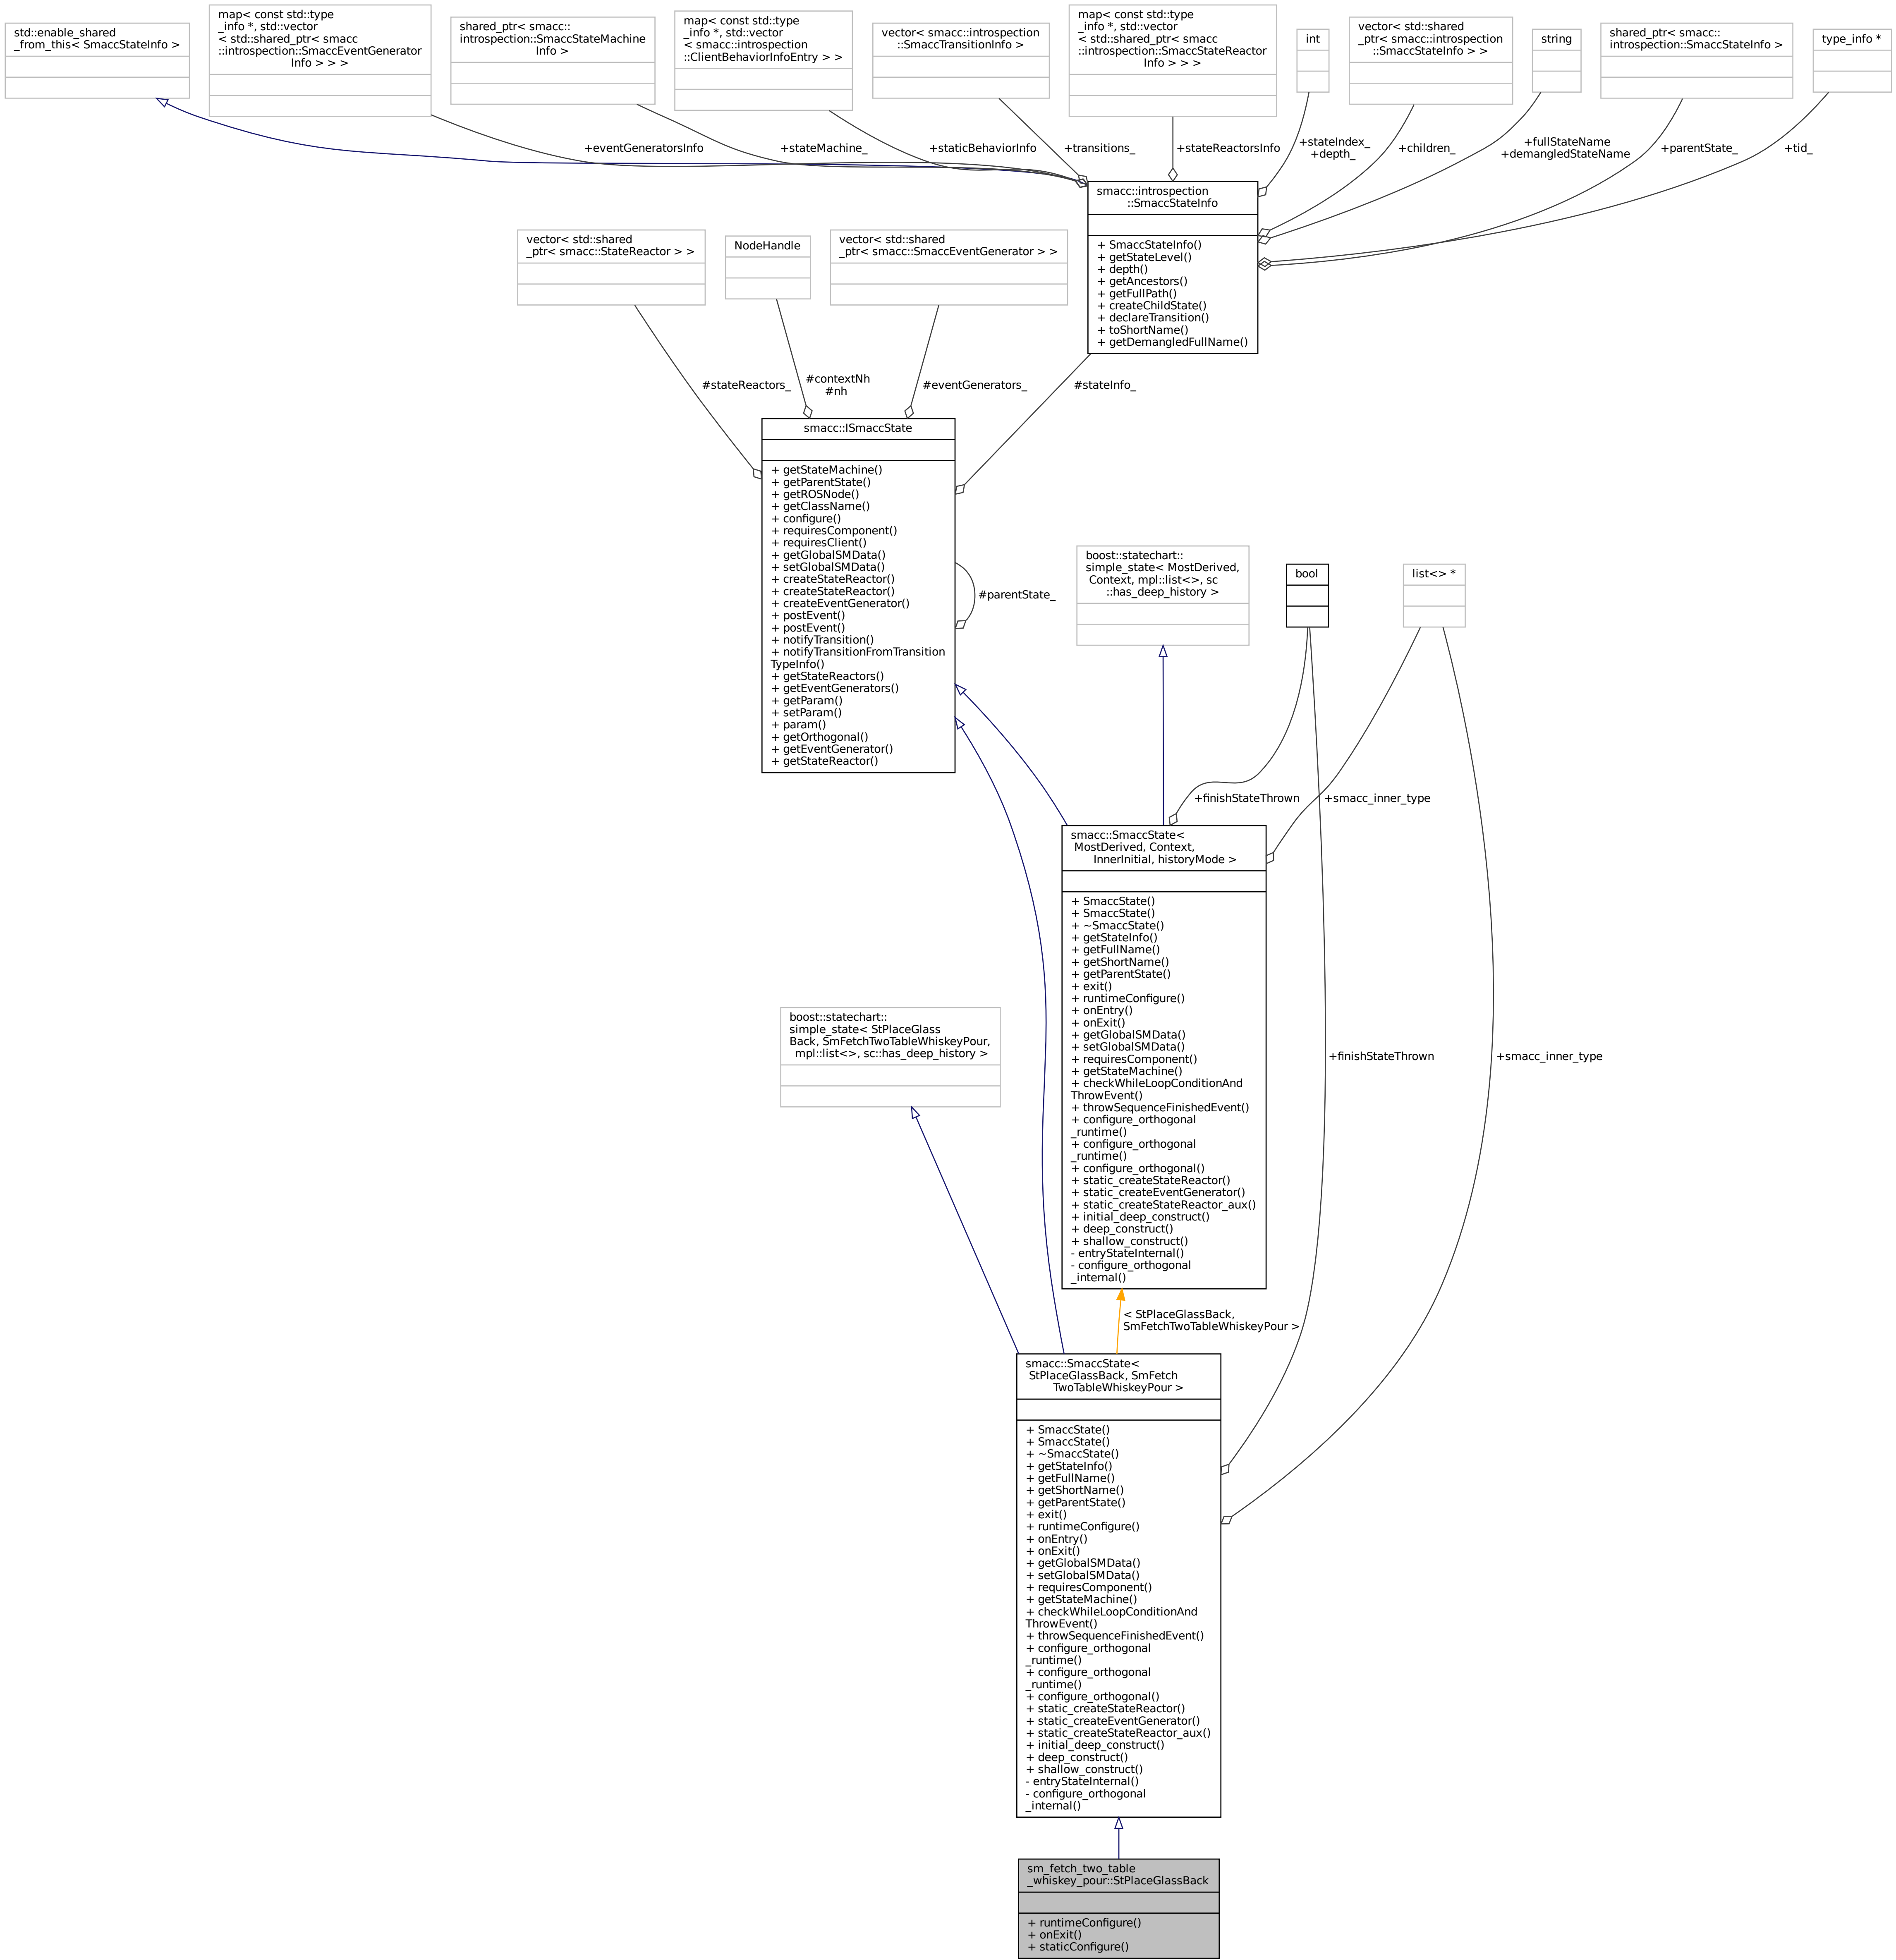 std::enable_shared
_from_this< SmaccStateInfo >
map< const std::type
_info *, std::vector
< std::shared_ptr< smacc
::introspection::SmaccEventGenerator
Info > > >
shared_ptr< smacc::
introspection::SmaccStateMachine
Info >
map< const std::type
_info *, std::vector
< smacc::introspection
::ClientBehaviorInfoEntry > >
vector< smacc::introspection
::SmaccTransitionInfo >
map< const std::type
_info *, std::vector
< std::shared_ptr< smacc
::introspection::SmaccStateReactor
Info > > >
int
vector< std::shared
_ptr< smacc::introspection
::SmaccStateInfo > >
string
shared_ptr< smacc::
introspection::SmaccStateInfo >
type_info *
+eventGeneratorsInfo
+stateMachine_
+staticBehaviorInfo
+transitions_
+stateReactorsInfo
+stateIndex_
+depth_
+children_
+fullStateName
+demangledStateName
+parentState_
+tid_
smacc::introspection
::SmaccStateInfo
+ SmaccStateInfo()
+ getStateLevel()
+ depth()
+ getAncestors()
+ getFullPath()
+ createChildState()
+ declareTransition()
+ toShortName()
+ getDemangledFullName()
vector< std::shared
_ptr< smacc::StateReactor > >
NodeHandle
vector< std::shared
_ptr< smacc::SmaccEventGenerator > >
#stateReactors_
#contextNh
#nh
#eventGenerators_
#stateInfo_
smacc::ISmaccState
+ getStateMachine()
+ getParentState()
+ getROSNode()
+ getClassName()
+ configure()
+ requiresComponent()
+ requiresClient()
+ getGlobalSMData()
+ setGlobalSMData()
+ createStateReactor()
+ createStateReactor()
+ createEventGenerator()
+ postEvent()
+ postEvent()
+ notifyTransition()
+ notifyTransitionFromTransition
TypeInfo()
+ getStateReactors()
+ getEventGenerators()
+ getParam()
+ setParam()
+ param()
+ getOrthogonal()
+ getEventGenerator()
+ getStateReactor()
#parentState_
boost::statechart::
simple_state< MostDerived,
Context, mpl::list<>, sc
::has_deep_history >
bool
list<> *
+finishStateThrown
+smacc_inner_type
smacc::SmaccState<
MostDerived, Context,
InnerInitial, historyMode >
+ SmaccState()
+ SmaccState()
+ ~SmaccState()
+ getStateInfo()
+ getFullName()
+ getShortName()
+ getParentState()
+ exit()
+ runtimeConfigure()
+ onEntry()
+ onExit()
+ getGlobalSMData()
+ setGlobalSMData()
+ requiresComponent()
+ getStateMachine()
+ checkWhileLoopConditionAnd
ThrowEvent()
+ throwSequenceFinishedEvent()
+ configure_orthogonal
_runtime()
+ configure_orthogonal
_runtime()
+ configure_orthogonal()
+ static_createStateReactor()
+ static_createEventGenerator()
+ static_createStateReactor_aux()
+ initial_deep_construct()
+ deep_construct()
+ shallow_construct()
- entryStateInternal()
- configure_orthogonal
_internal()
boost::statechart::
simple_state< StPlaceGlass
Back, SmFetchTwoTableWhiskeyPour,
mpl::list<>, sc::has_deep_history >
+finishStateThrown
+smacc_inner_type
< StPlaceGlassBack,
SmFetchTwoTableWhiskeyPour >
smacc::SmaccState<
StPlaceGlassBack, SmFetch
TwoTableWhiskeyPour >
+ SmaccState()
+ SmaccState()
+ ~SmaccState()
+ getStateInfo()
+ getFullName()
+ getShortName()
+ getParentState()
+ exit()
+ runtimeConfigure()
+ onEntry()
+ onExit()
+ getGlobalSMData()
+ setGlobalSMData()
+ requiresComponent()
+ getStateMachine()
+ checkWhileLoopConditionAnd
ThrowEvent()
+ throwSequenceFinishedEvent()
+ configure_orthogonal
_runtime()
+ configure_orthogonal
_runtime()
+ configure_orthogonal()
+ static_createStateReactor()
+ static_createEventGenerator()
+ static_createStateReactor_aux()
+ initial_deep_construct()
+ deep_construct()
+ shallow_construct()
- entryStateInternal()
- configure_orthogonal
_internal()
sm_fetch_two_table
_whiskey_pour::StPlaceGlassBack
+ runtimeConfigure()
+ onExit()
+ staticConfigure()